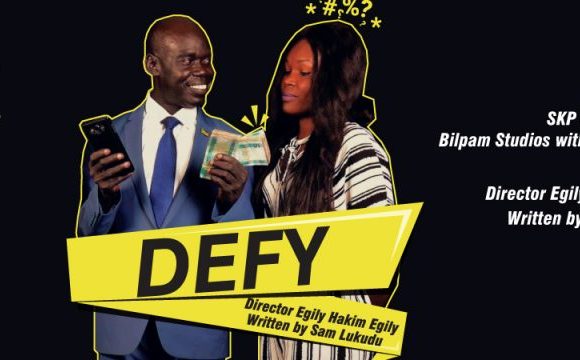 *#%?
*??*
DEFY
Director Egily Hakim Egily
Written by Sam Lukudu
SKP
Bilpam Studios with
Director Egily
Written by